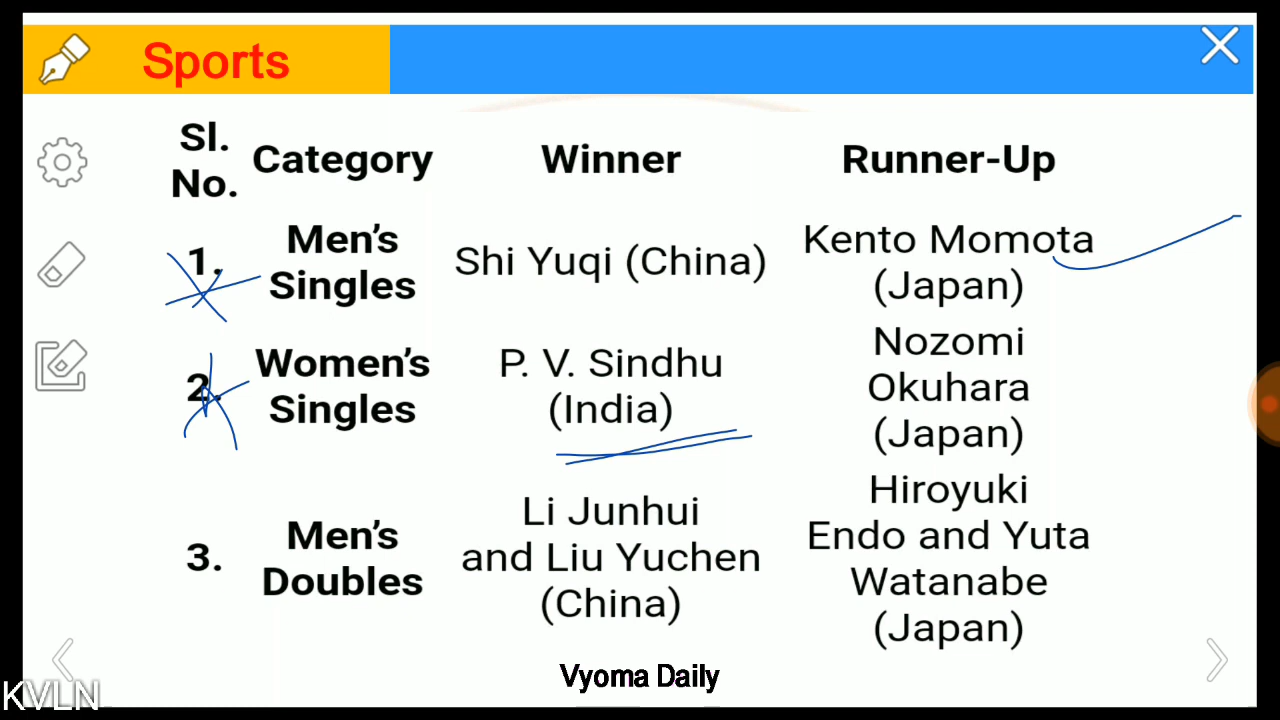 Sports
Sl. No. Category Winner Runner-Up
1. Men's Singles Shi Yuqi (China) Kento Momota (Japan)
2. Women's Singles P. V. Sindhu (India) Nozomi Okuhara (Japan)
3. Men's Doubles Li Junhui and Liu Yuchen (China) Hiroyuki Endo and Yuta Watanabe (Japan)
Vyoma Daily
KVLN